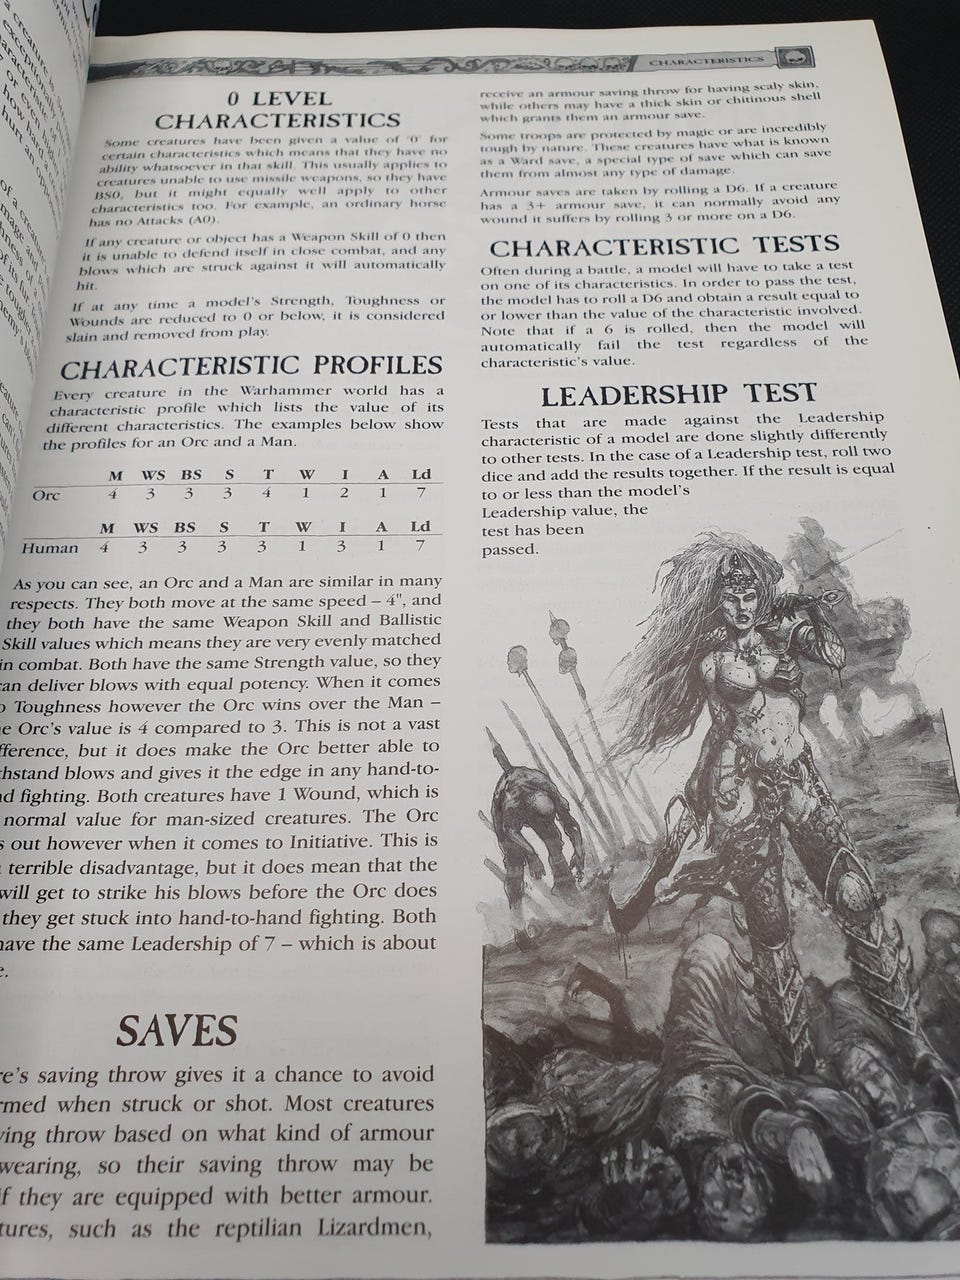 CHARACTERISTICS
0 LEVEL
CHARACTERISTICS
Some creatures have been given a value of '0' for
certain characteristics which means that they have no
ability whatsoever in that skill. This usually applies to
creatures unable to use missile weapons, so they have
BS0, but it might equally well apply to other
characteristics too. For example, an ordinary horse
has no Attacks (A0).
If any creature or object has a Weapon Skill of 0 then
it is unable to defend itself in close combat, and any
blows which are struck against it will automatically
hit.
If at any time a model's Strength, Toughness or
Wounds are reduced to 0 or below, it is considered
slain and removed from play.
CHARACTERISTIC PROFILES
Every creature in the Warhammer world has a
characteristic profile which lists the value of its
different characteristics. The examples below show
the profiles for an Orc and a Man.
M WS BS S T W I A Ld
Orc 4 3 3 3 4 1 2 1 7
M WS BS S T W I A Ld
Human 4 3 3 3 3 1 3 1 7
As you can see, an Orc and a Man are similar in many
respects. They both move at the same speed – 4", and
they both have the same Weapon Skill and Ballistic
Skill values which means they are very evenly matched
in combat. Both have the same Strength value, so they
can deliver blows with equal potency. When it comes
Toughness however the Orc wins over the Man –
Orc's value is 4 compared to 3. This is not a vast
fference, but it does make the Orc better able to
thstand blows and gives it the edge in any hand-to-
fighting. Both creatures have 1 Wound, which is
normal value for man-sized creatures. The Orc
out however when it comes to Initiative. This is
terrible disadvantage, but it does mean that the
will get to strike his blows before the Orc does
they get stuck into hand-to-hand fighting. Both
have the same Leadership of 7 – which is about
SAVES
re's saving throw gives it a chance to avoid
rmed when struck or shot. Most creatures
ving throw based on what kind of armour
wearing, so their saving throw may be
if they are equipped with better armour.
tures, such as the reptilian Lizardmen,
receive an armour saving throw for having scaly skin,
while others may have a thick skin or chitinous shell
which grants them an armour save.
Some troops are protected by magic or are incredibly
tough by nature. These creatures have what is known
as a Ward save, a special type of save which can save
them from almost any type of damage.
Armour saves are taken by rolling a D6. If a creature
has a 3+ armour save, it can normally avoid any
wound it suffers by rolling 3 or more on a D6.
CHARACTERISTIC TESTS
Often during a battle, a model will have to take a test
on one of its characteristics. In order to pass the test,
the model has to roll a D6 and obtain a result equal to
or lower than the value of the characteristic involved.
Note that if a 6 is rolled, then the model will
automatically fail the test regardless of the
characteristic's value.
LEADERSHIP TEST
Tests that are made against the Leadership
characteristic of a model are done slightly differently
to other tests. In the case of a Leadership test, roll two
dice and add the results together. If the result is equal
to or less than the model's
Leadership value, the
test has been
passed.